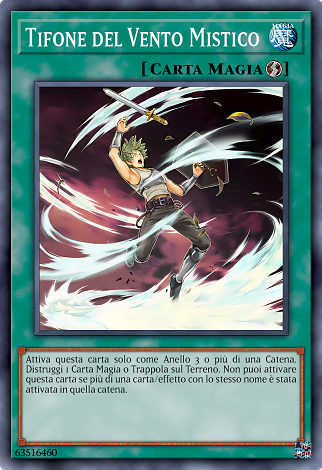 Tifone del Vento Mistico
MAGIA
魔
[Carta Magia]
Attiva questa carta solo come Anello 3 o più di una Catena.
Distruggi 1 Carta Magia o Trappola sul Terreno. Non puoi attivare
questa carta se più di una carta/effetto con lo stesso nome è stata
attivata in quella catena.
63516460